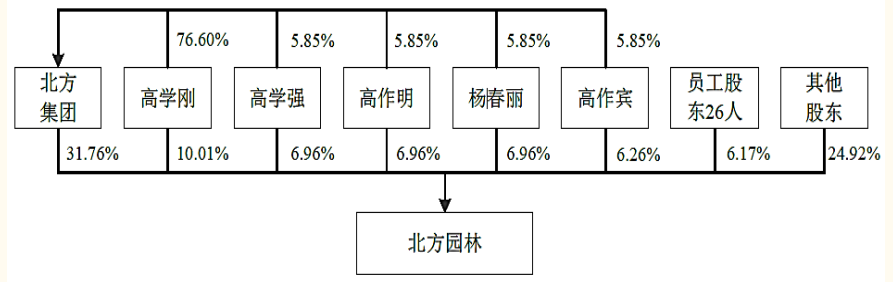 76.60% 5.85% 5.85% 5.85% 5.85%
北方
集团
高学刚
高学强
高作明
杨春丽
高作宾
员工股
东26人
其他
股东
31.76% 10.01% 6.96% 6.96% 6.96% 6.26% 6.17% 24.92%
北方园林